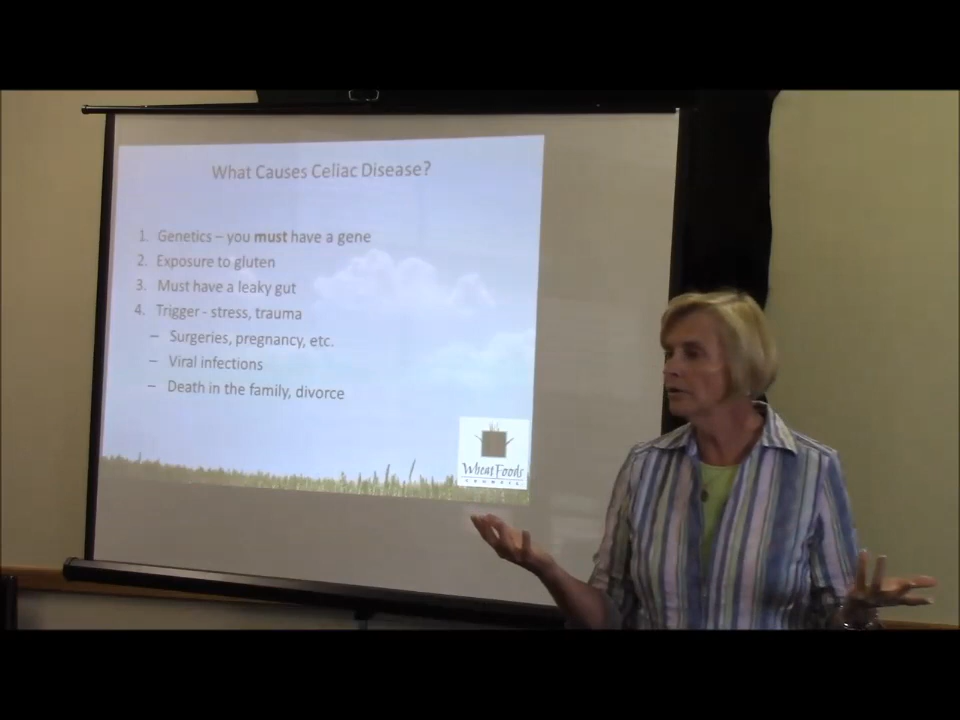 What Causes Celiac Disease?
1. Genetics – you must have a gene
2. Exposure to gluten
3. Must have a leaky gut
4. Trigger - stress, trauma
– Surgeries, pregnancy, etc.
– Viral infections
– Death in the family, divorce
Wheat Foods
COUNCIL